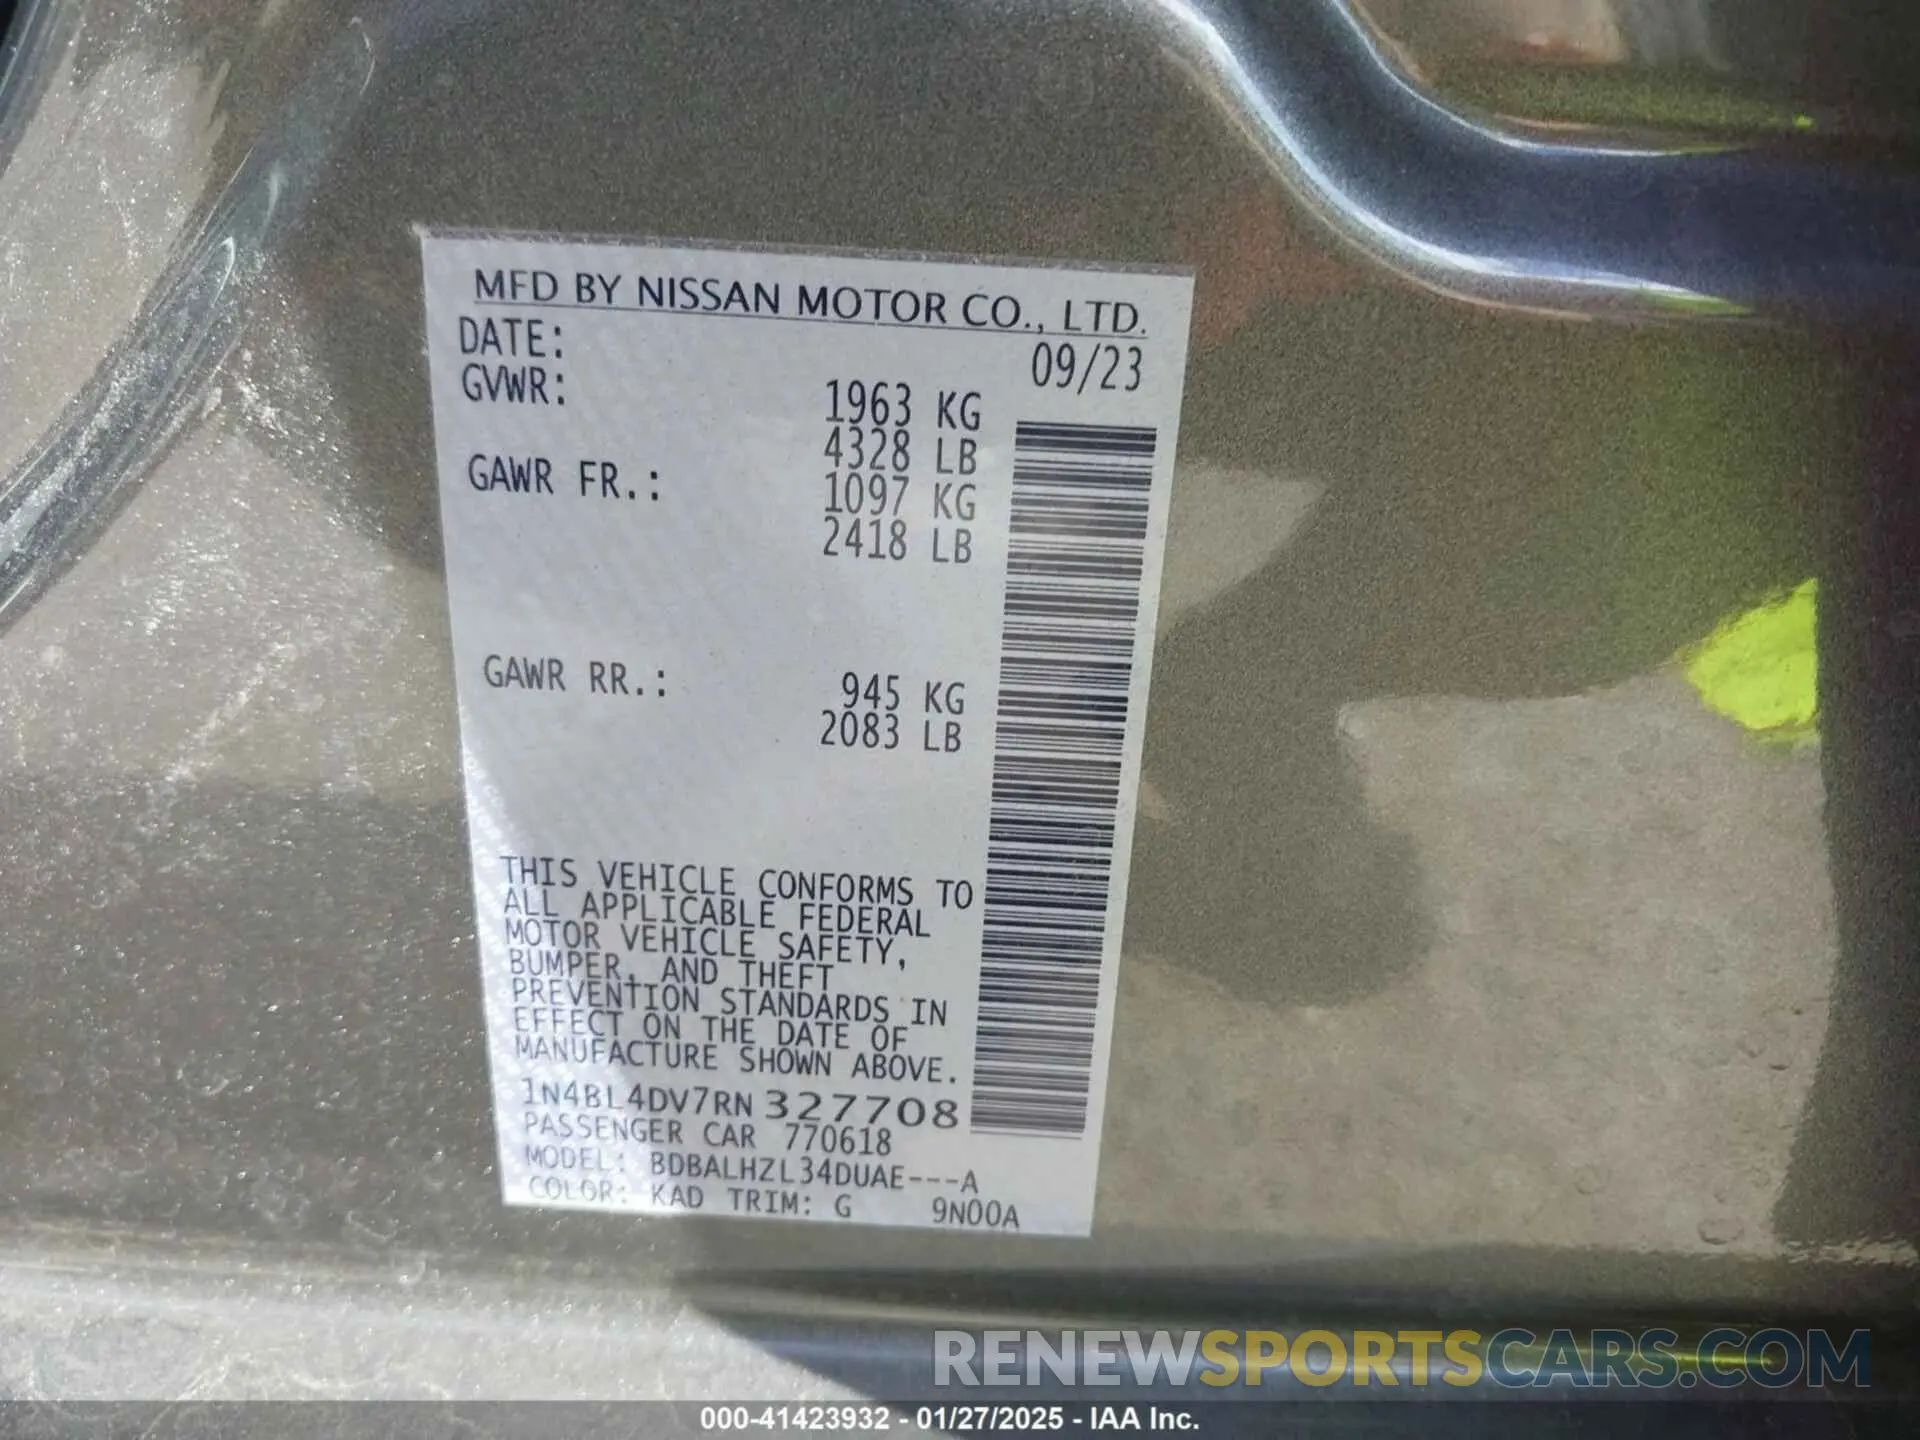 MFD BY NISSAN MOTOR CO., LTD.
DATE: 09/23
GVWR: 1963 KG
4328 LB
GAWR FR.: 1097 KG
2418 LB
GAWR RR.: 945 KG
2083 LB
THIS VEHICLE CONFORMS TO
ALL APPLICABLE FEDERAL
MOTOR VEHICLE SAFETY,
BUMPER, AND THEFT
PREVENTION STANDARDS IN
EFFECT ON THE DATE OF
MANUFACTURE SHOWN ABOVE.
1N4BL4DV7RN327708
PASSENGER CAR 770618
MODEL: BDBALHZL34DUAE---A
COLOR: KAD TRIM: G 9N00A
RENEWSPORTSCARS.COM
000-41423932 - 01/27/2025 - IAA Inc.